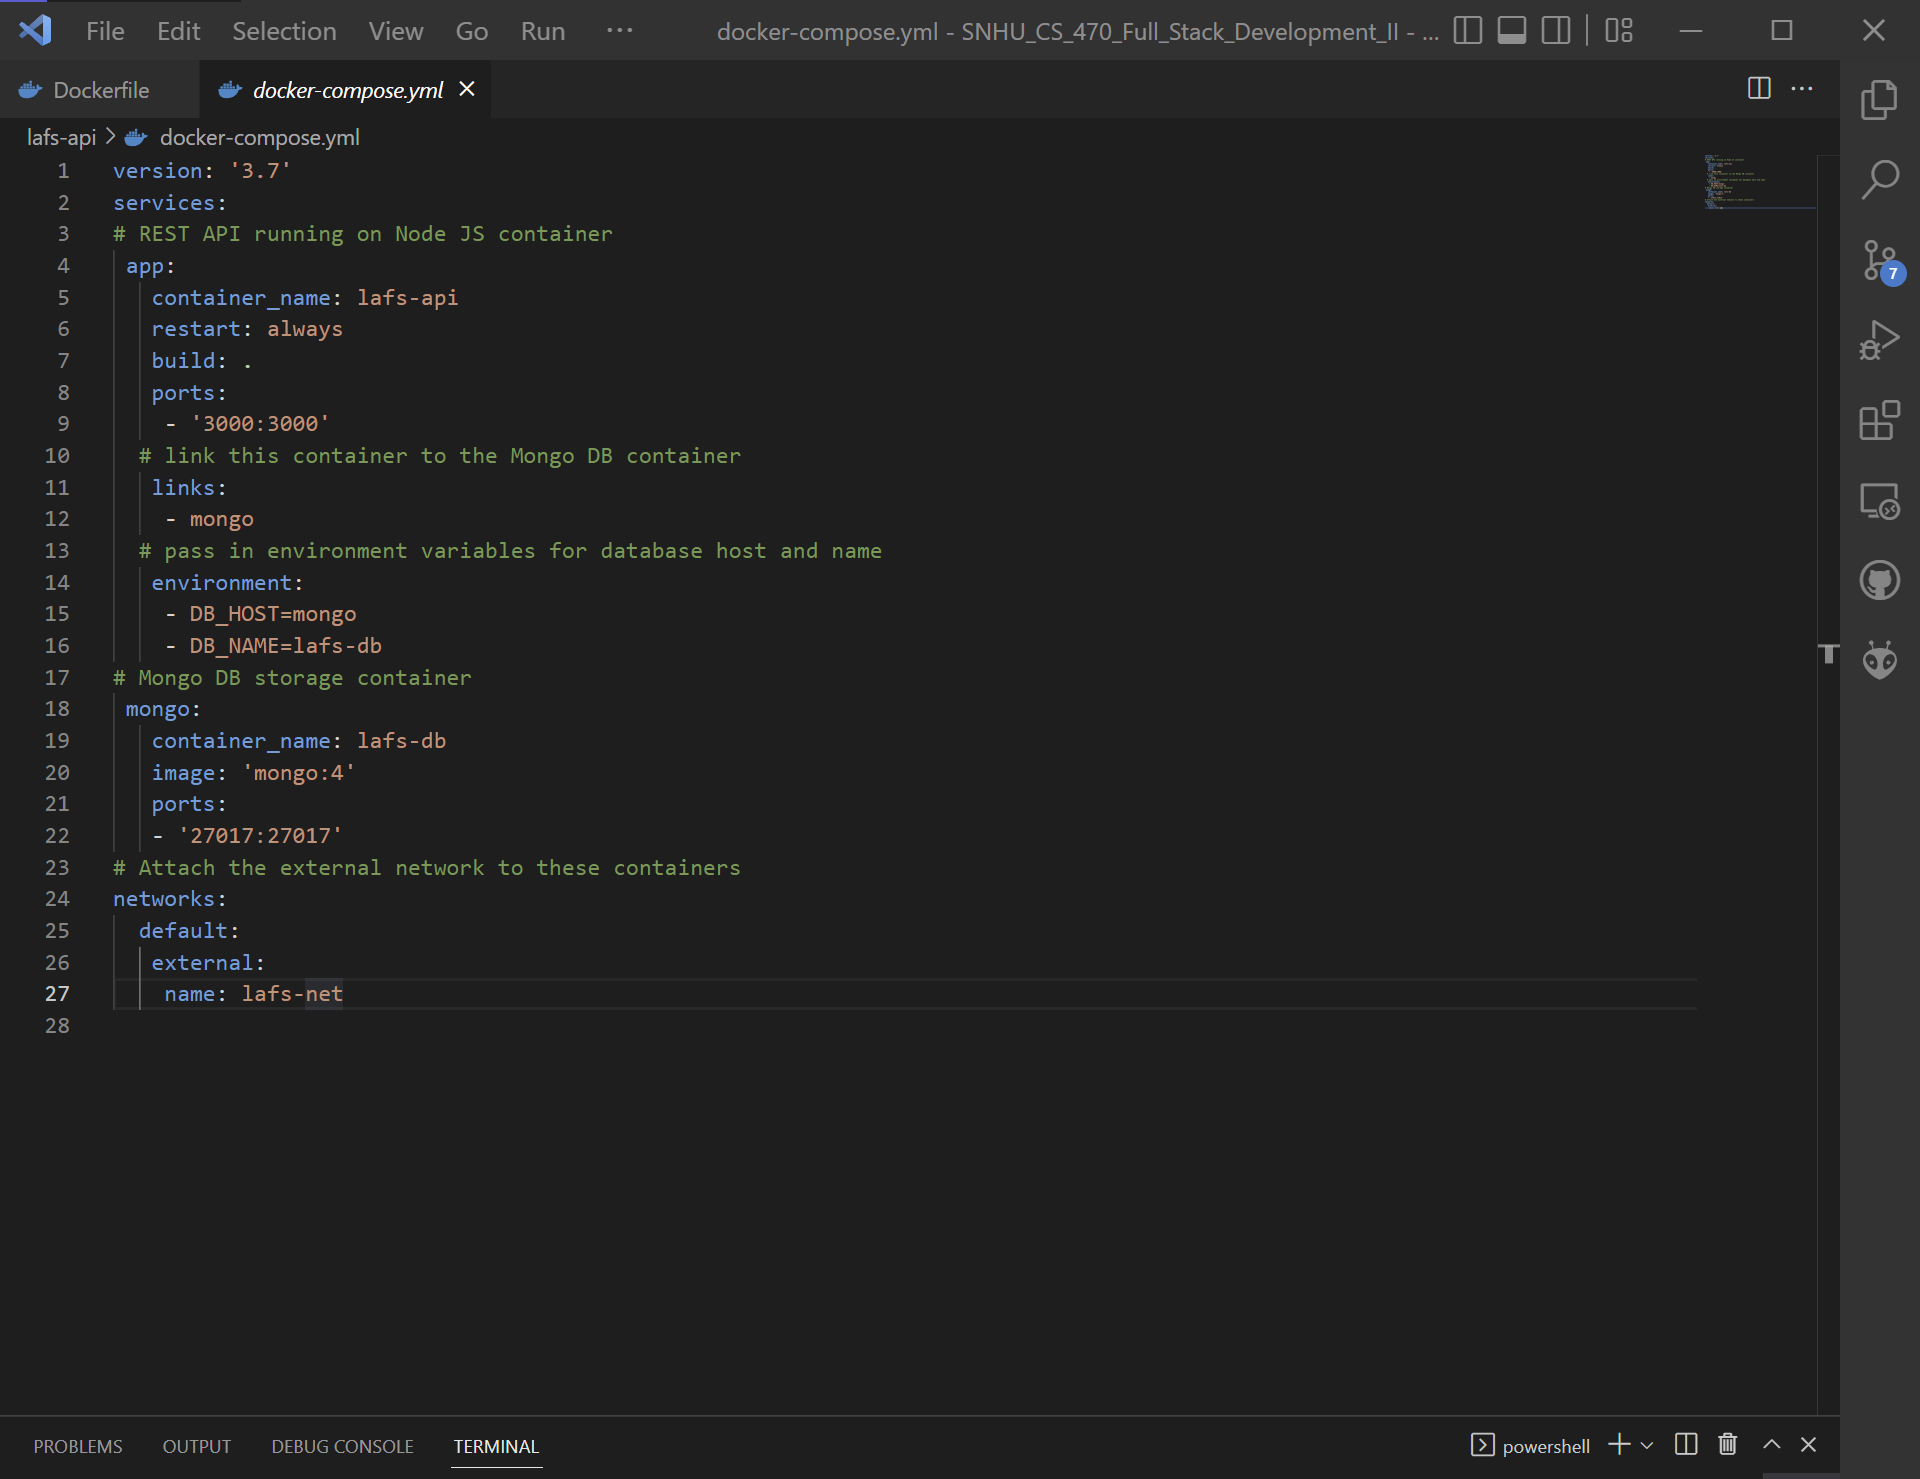 File Edit Selection View Go Run ··· docker-compose.yml - SNHU_CS_470_Full_Stack_Development_II - ...
Dockerfile docker-compose.yml
lafs-api > docker-compose.yml
1 version: '3.7'
2 services:
3 # REST API running on Node JS container
4  app:
5    container_name: lafs-api
6    restart: always
7    build: .
8    ports:
9     - '3000:3000'
10   # link this container to the Mongo DB container
11    links:
12     - mongo
13   # pass in environment variables for database host and name
14    environment:
15     - DB_HOST=mongo
16     - DB_NAME=lafs-db
17 # Mongo DB storage container
18  mongo:
19    container_name: lafs-db
20    image: 'mongo:4'
21    ports:
22    - '27017:27017'
23 # Attach the external network to these containers
24 networks:
25   default:
26    external:
27     name: lafs-net
28
7
PROBLEMS OUTPUT DEBUG CONSOLE TERMINAL powershell